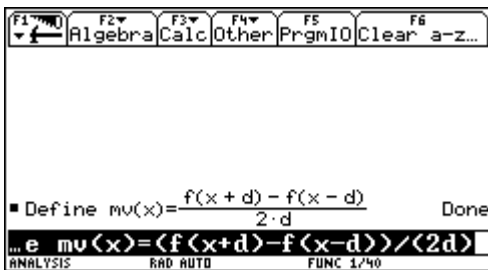 F1 F2 Algebra F3 Calc F4 Other F5 PrgmIO F6 Clear a-z…
▪ Define mv(x)=(f(x + d) − f(x − d))/(2·d) Done
…e mv(x)=(f(x+d)-f(x-d))/(2d)
ANALYSIS RAD AUTO FUNC 1/40